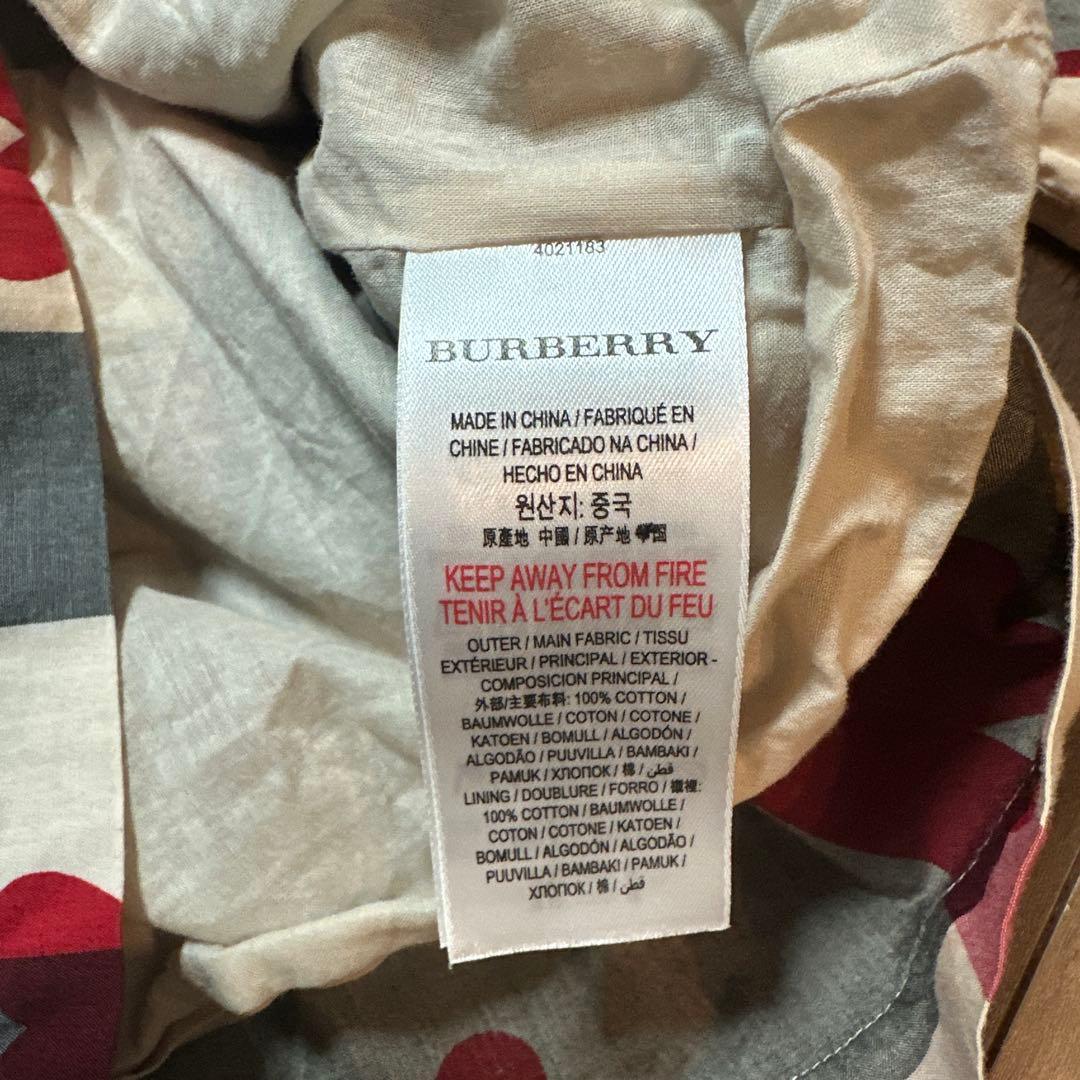 4021183
BURBERRY
MADE IN CHINA / FABRIQUÉ EN
CHINE / FABRICADO NA CHINA /
HECHO EN CHINA
원산지: 중국
原產地 中國 / 原产地 中国
KEEP AWAY FROM FIRE
TENIR À L'ÉCART DU FEU
OUTER / MAIN FABRIC / TISSU
EXTÉRIEUR / PRINCIPAL / EXTERIOR -
COMPOSICION PRINCIPAL /
外部/主要布料: 100% COTTON /
BAUMWOLLE / COTON / COTONE /
KATOEN / BOMULL / ALGODÓN /
ALGODÃO / PUUVILLA / BAMBAKI /
PAMUK / ХЛОПОК / 棉 / قطن
LINING / DOUBLURE / FORRO / 襯裡:
100% COTTON / BAUMWOLLE /
COTON / COTONE / KATOEN /
BOMULL / ALGODÓN / ALGODÃO /
PUUVILLA / BAMBAKI / PAMUK /
ХЛОПОК / 棉 / قطن